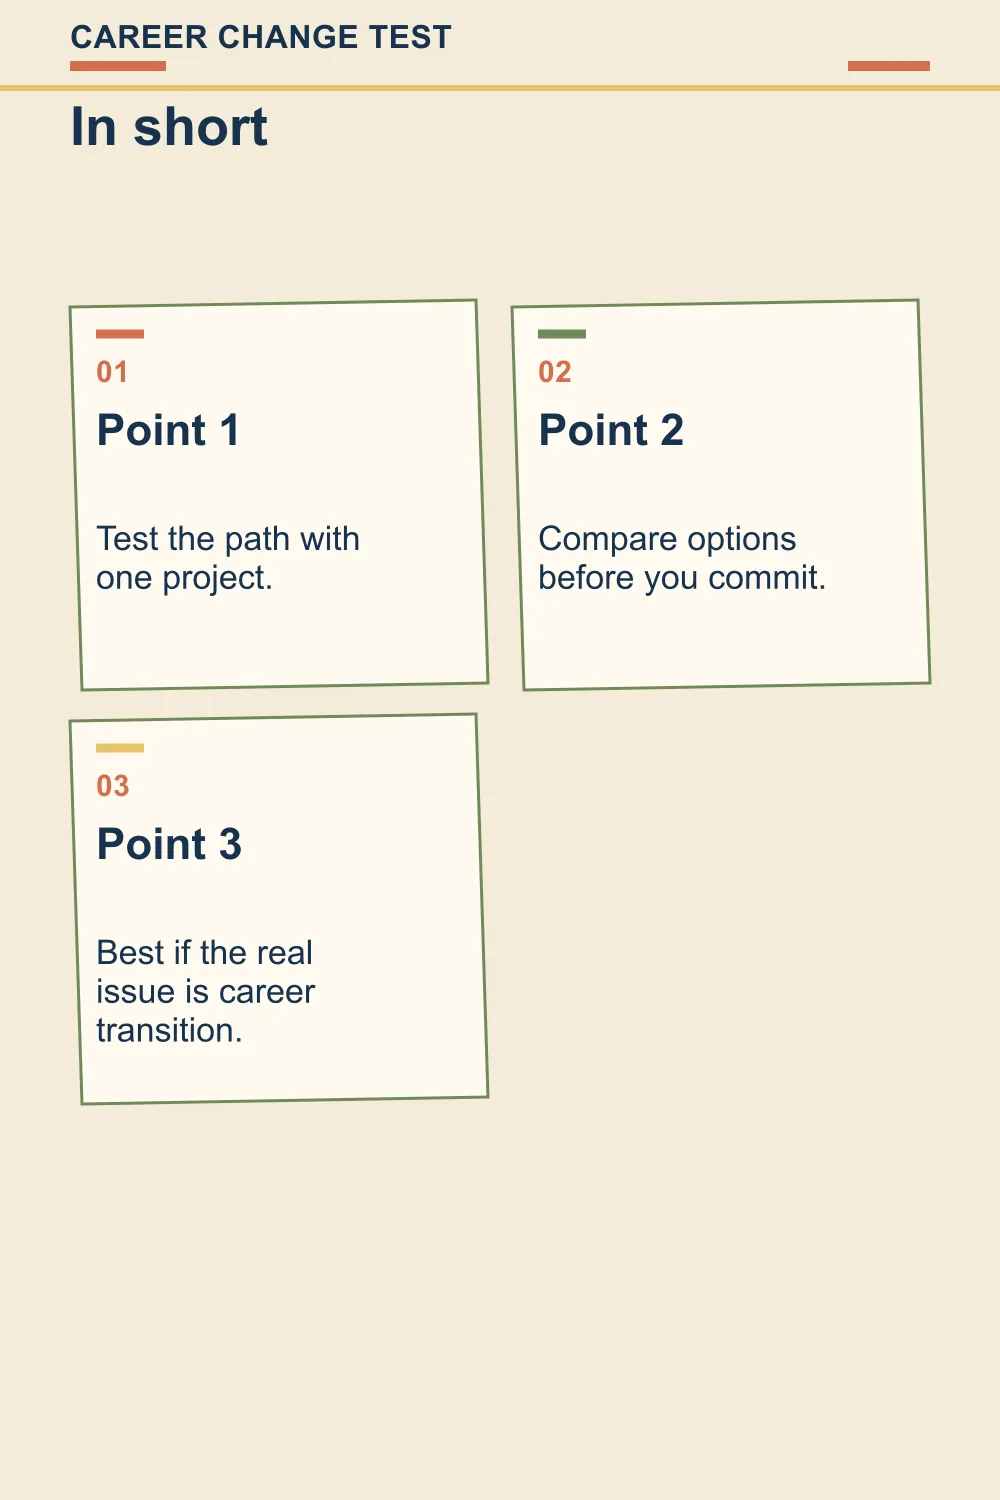 CAREER CHANGE TEST
In short
01
Point 1
Test the path with
one project.
02
Point 2
Compare options
before you commit.
03
Point 3
Best if the real
issue is career
transition.